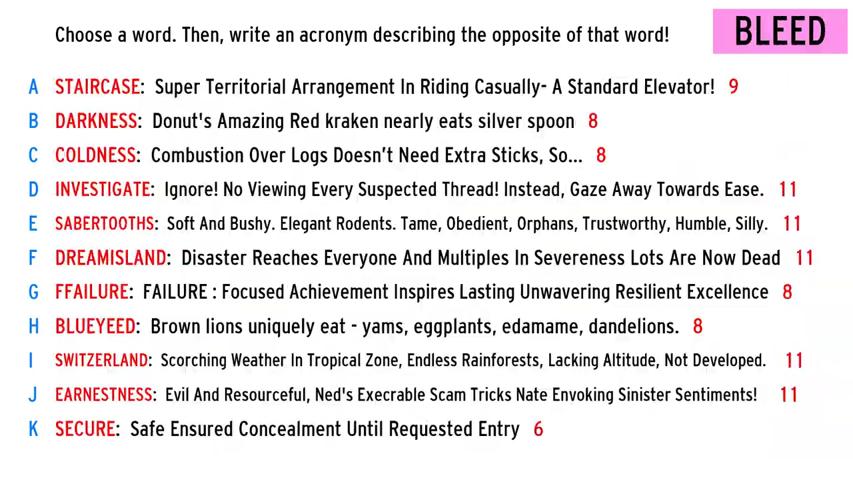 Choose a word. Then, write an acronym describing the opposite of that word!
BLEED
A STAIRCASE: Super Territorial Arrangement In Riding Casually- A Standard Elevator! 9
B DARKNESS: Donut's Amazing Red kraken nearly eats silver spoon 8
C COLDNESS: Combustion Over Logs Doesn't Need Extra Sticks, So... 8
D INVESTIGATE: Ignore! No Viewing Every Suspected Thread! Instead, Gaze Away Towards Ease. 11
E SABERTOOTHS: Soft And Bushy. Elegant Rodents. Tame, Obedient, Orphans, Trustworthy, Humble, Silly. 11
F DREAMISLAND: Disaster Reaches Everyone And Multiples In Severeness Lots Are Now Dead 11
G FFAILURE: FAILURE : Focused Achievement Inspires Lasting Unwavering Resilient Excellence 8
H BLUEYEED: Brown lions uniquely eat - yams, eggplants, edamame, dandelions. 8
I SWITZERLAND: Scorching Weather In Tropical Zone, Endless Rainforests, Lacking Altitude, Not Developed. 11
J EARNESTNESS: Evil And Resourceful, Ned's Execrable Scam Tricks Nate Envoking Sinister Sentiments! 11
K SECURE: Safe Ensured Concealment Until Requested Entry 6